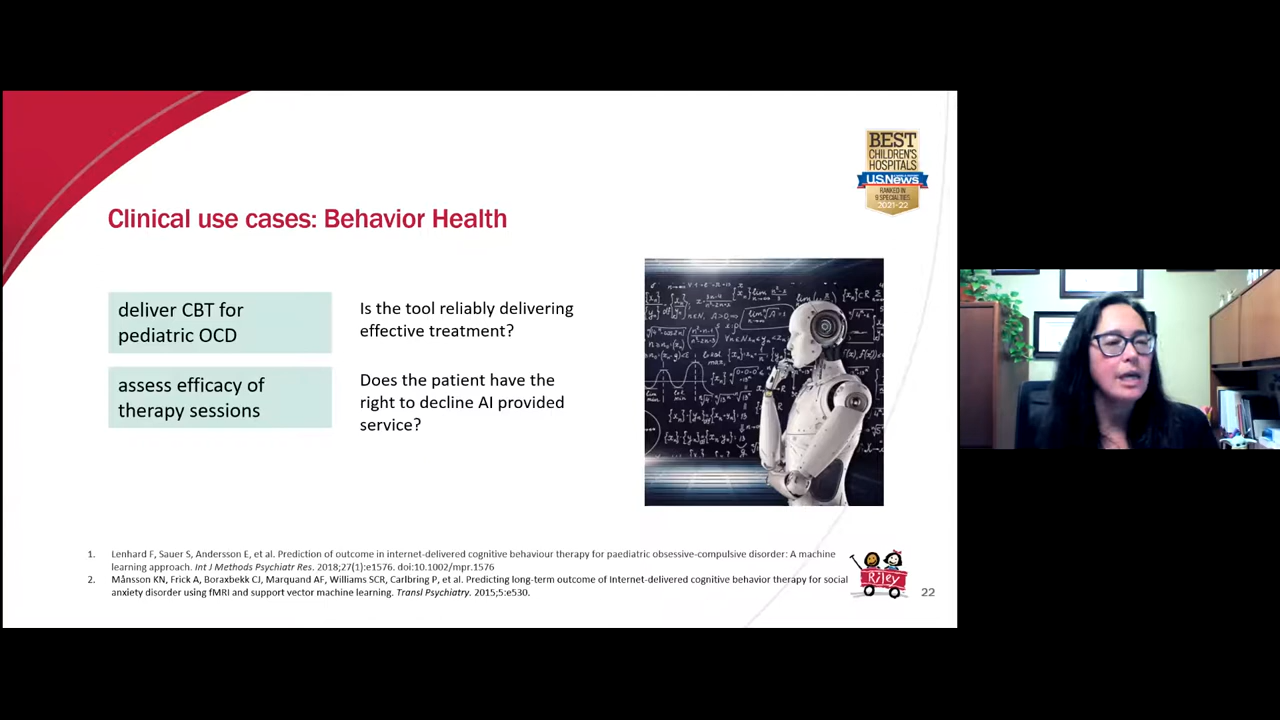 BEST
CHILDREN'S
HOSPITALS
U.S.News
RANKED IN
9 SPECIALTIES
2021-22
Clinical use cases: Behavior Health
deliver CBT for
pediatric OCD
Is the tool reliably delivering
effective treatment?
assess efficacy of
therapy sessions
Does the patient have the
right to decline AI provided
service?
1. Lenhard F, Sauer S, Andersson E, et al. Prediction of outcome in internet-delivered cognitive behaviour therapy for paediatric obsessive-compulsive disorder: A machine
learning approach. Int J Methods Psychiatr Res. 2018;27(1):e1576. doi:10.1002/mpr.1576
2. Månsson KN, Frick A, Boraxbekk CJ, Marquand AF, Williams SCR, Carlbring P, et al. Predicting long-term outcome of Internet-delivered cognitive behavior therapy for social
anxiety disorder using fMRI and support vector machine learning. Transl Psychiatry. 2015;5:e530.
Riley
22